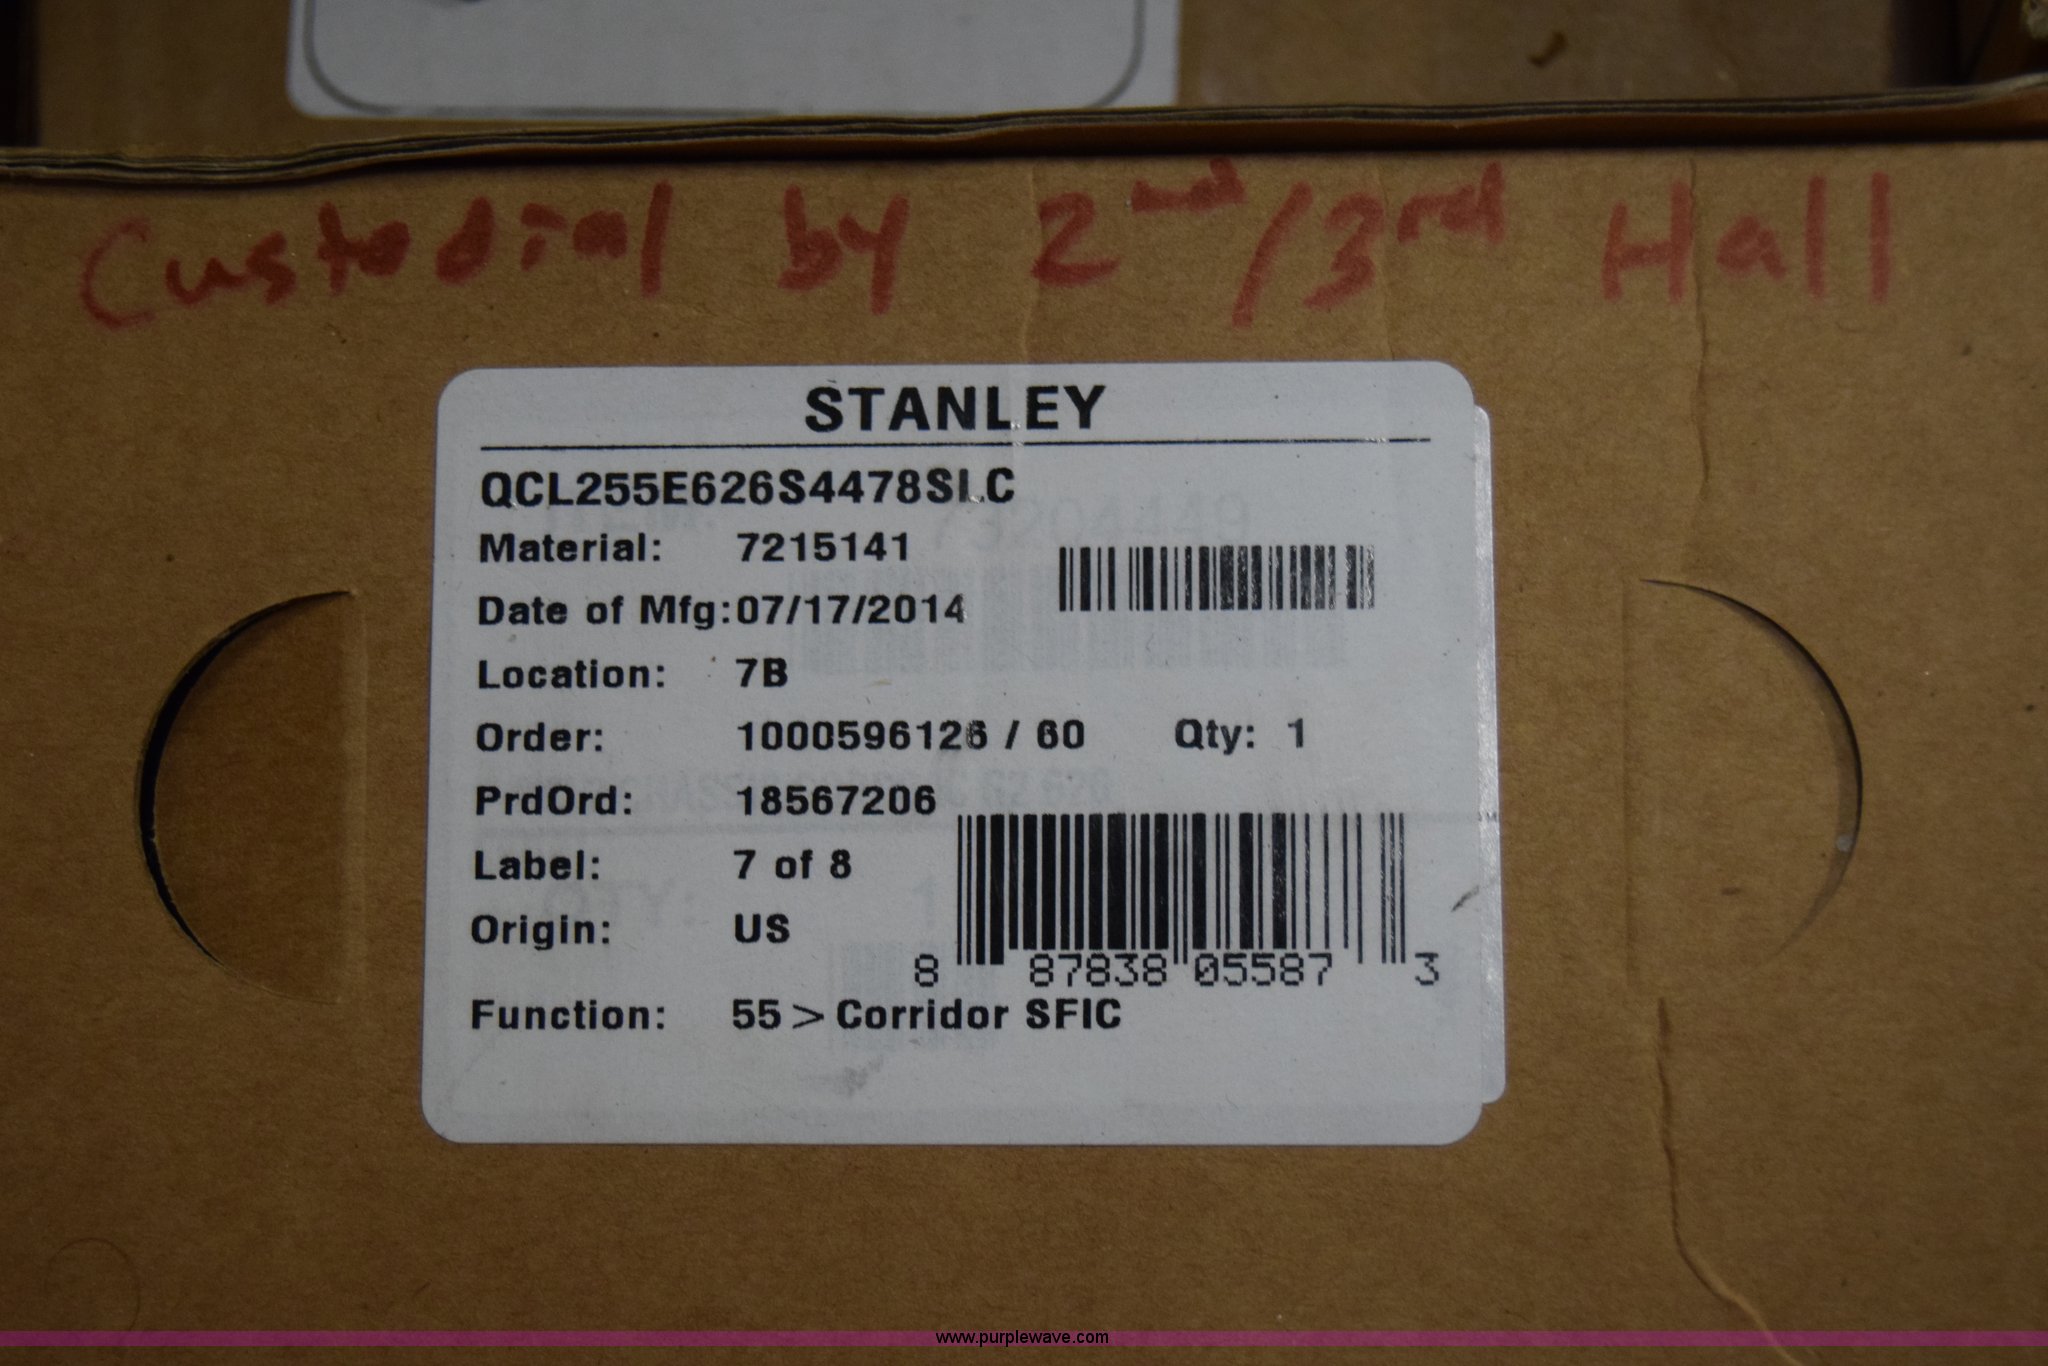 Custodial by 2nd/3rd Hall
STANLEY
QCL255E626S4478SLC
Material: 7215141
Date of Mfg: 07/17/2014
Location: 7B
Order: 1000596126 / 60 Qty: 1
PrdOrd: 18567206
Label: 7 of 8
Origin: US
8 87838 05587 3
Function: 55 > Corridor SFIC
www.purplewave.com